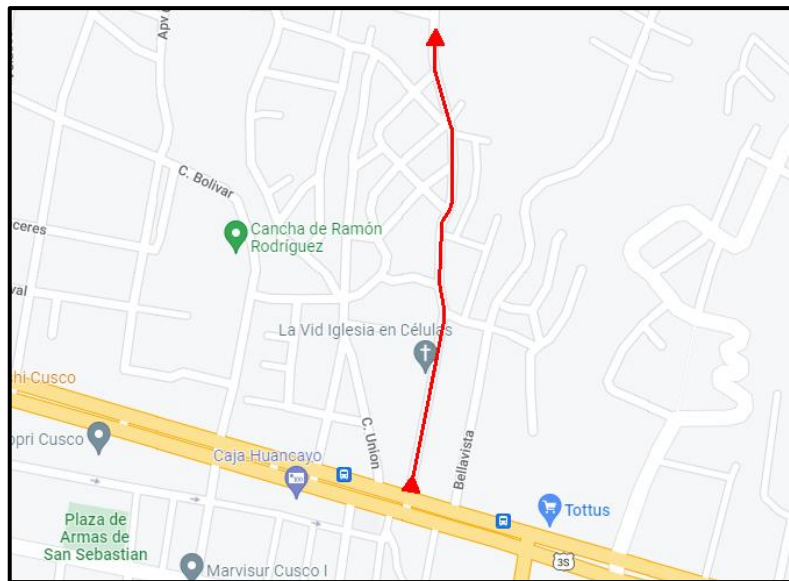 Apv
C. Bolivar
ceres
Cancha de Ramón
Rodríguez
val
La Vid Iglesia en Células
hi Cusco
C. Union
opri Cusco
Caja Huancayo
Bellavista
Tottus
Plaza de
Armas de
San Sebastian
3S
Marvisur Cusco I